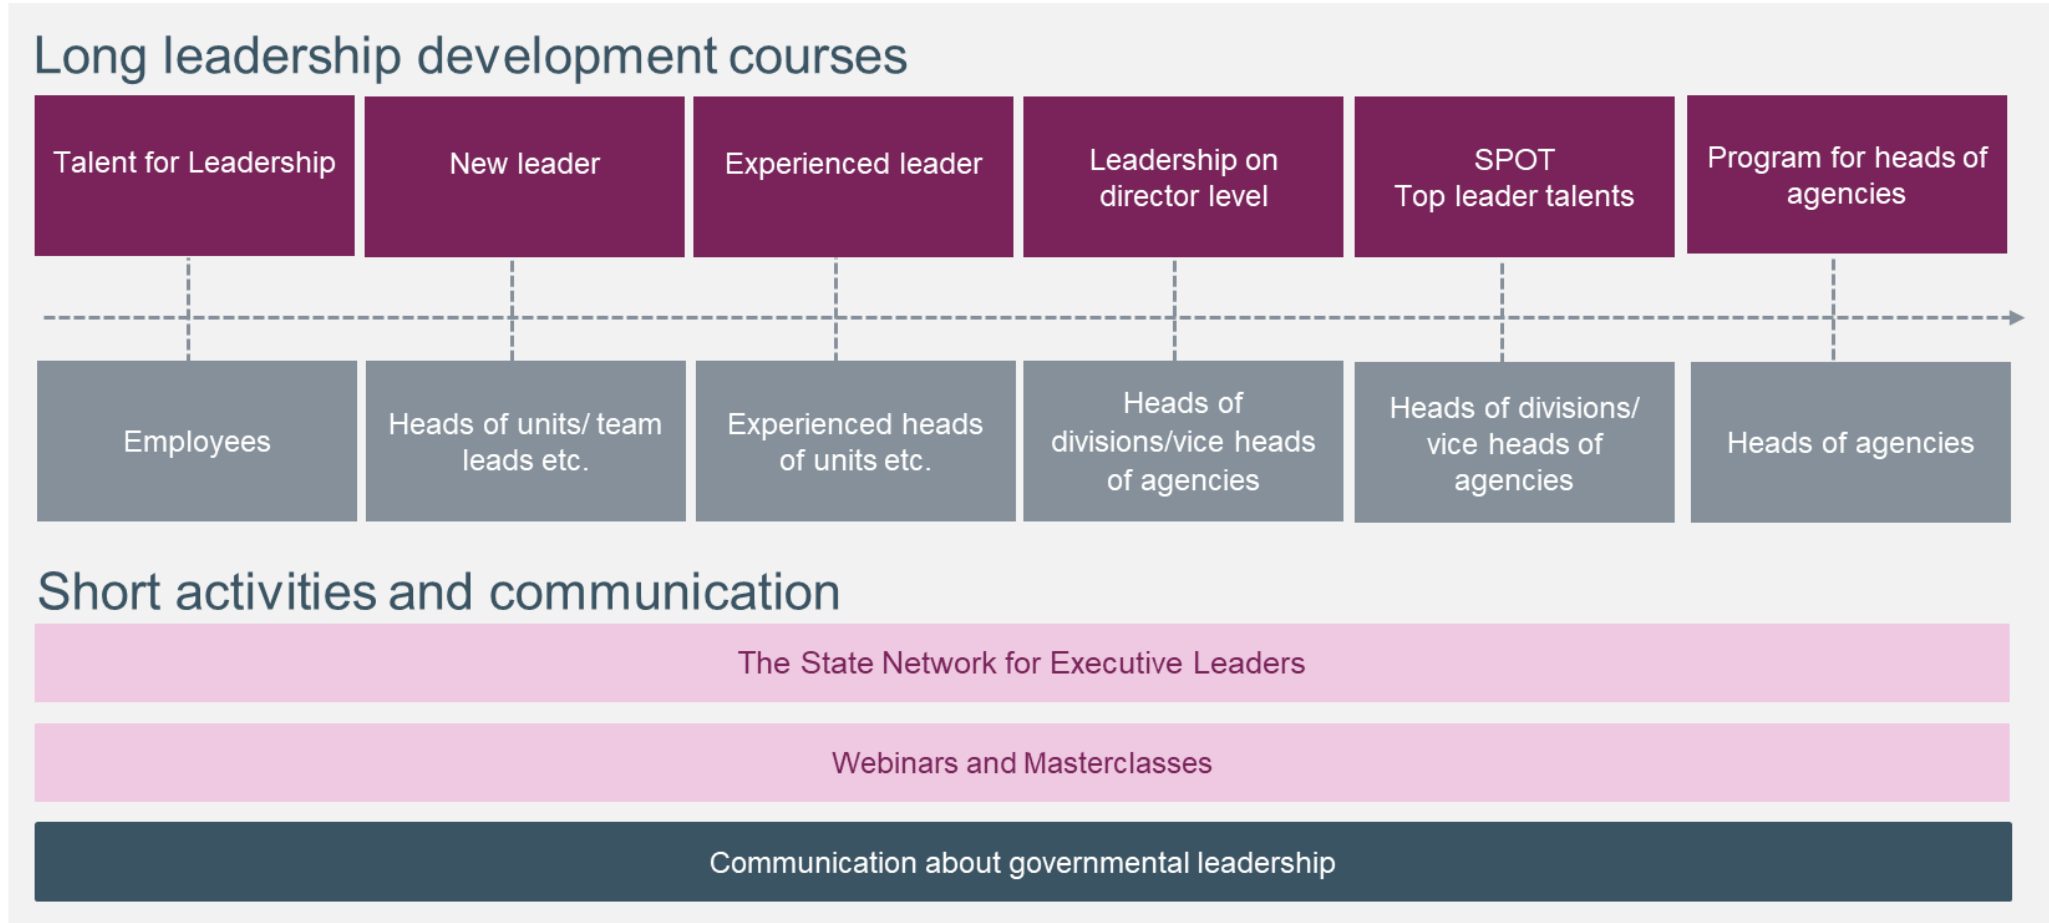 Long leadership development courses
Talent for Leadership
New leader
Experienced leader
Leadership on
director level
SPOT
Top leader talents
Program for heads of
agencies
Employees
Heads of units/ team
leads etc.
Experienced heads
of units etc.
Heads of
divisions/vice heads
of agencies
Heads of divisions/
vice heads of
agencies
Heads of agencies
Short activities and communication
The State Network for Executive Leaders
Webinars and Masterclasses
Communication about governmental leadership